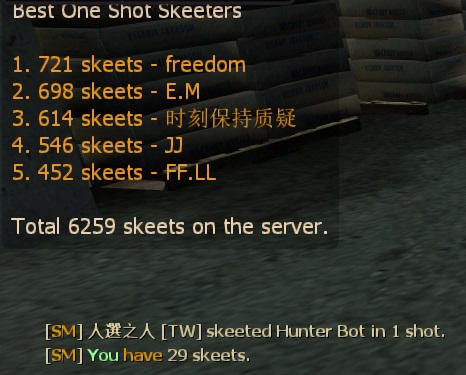 Best One Shot Skeeters
1. 721 skeets - freedom
2. 698 skeets - E.M
3. 614 skeets - 时刻保持质疑
4. 546 skeets - JJ
5. 452 skeets - FF.LL
Total 6259 skeets on the server.
[SM] 人選之人 [TW] skeeted Hunter Bot in 1 shot.
[SM] You have 29 skeets.